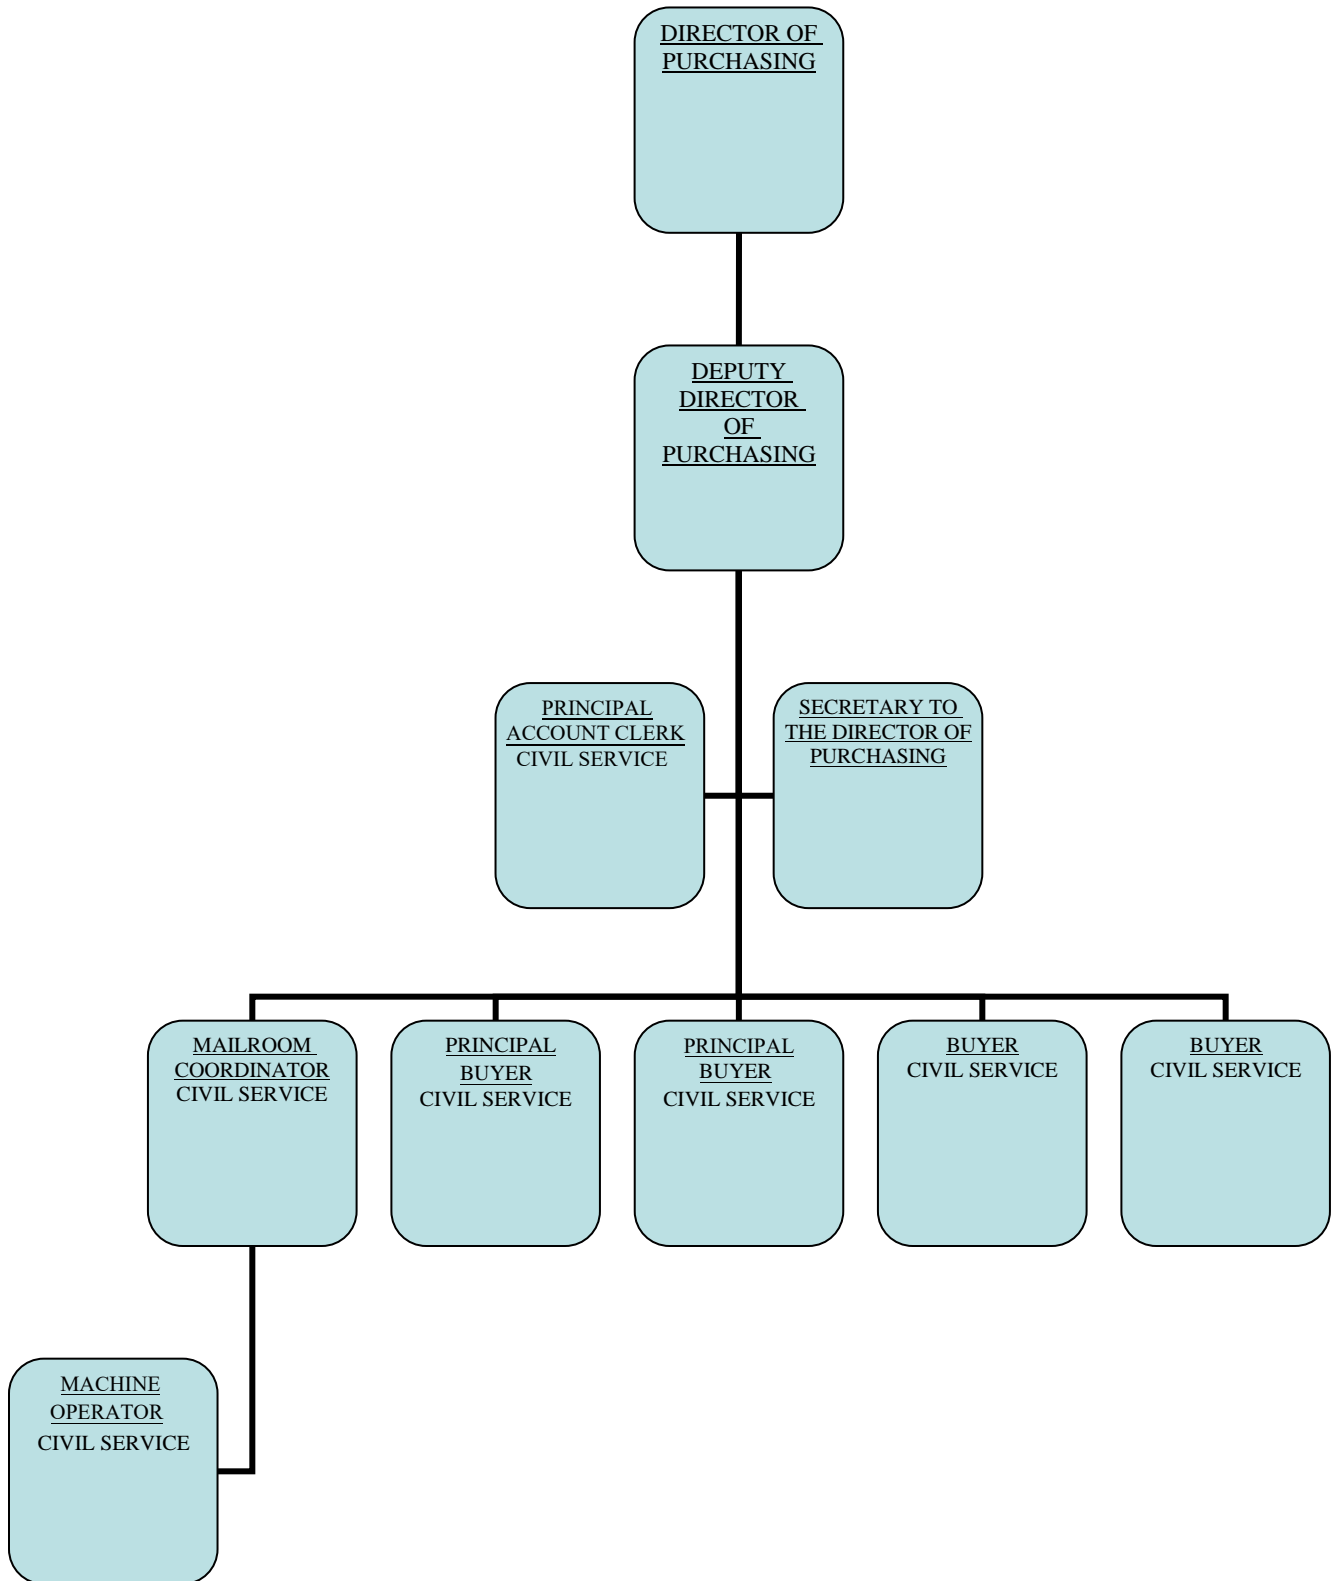 DIRECTOR OF
PURCHASING
DEPUTY
DIRECTOR
OF
PURCHASING
PRINCIPAL
ACCOUNT CLERK
CIVIL SERVICE
SECRETARY TO
THE DIRECTOR OF
PURCHASING
MAILROOM
COORDINATOR
CIVIL SERVICE
PRINCIPAL
BUYER
CIVIL SERVICE
PRINCIPAL
BUYER
CIVIL SERVICE
BUYER
CIVIL SERVICE
BUYER
CIVIL SERVICE
MACHINE
OPERATOR
CIVIL SERVICE